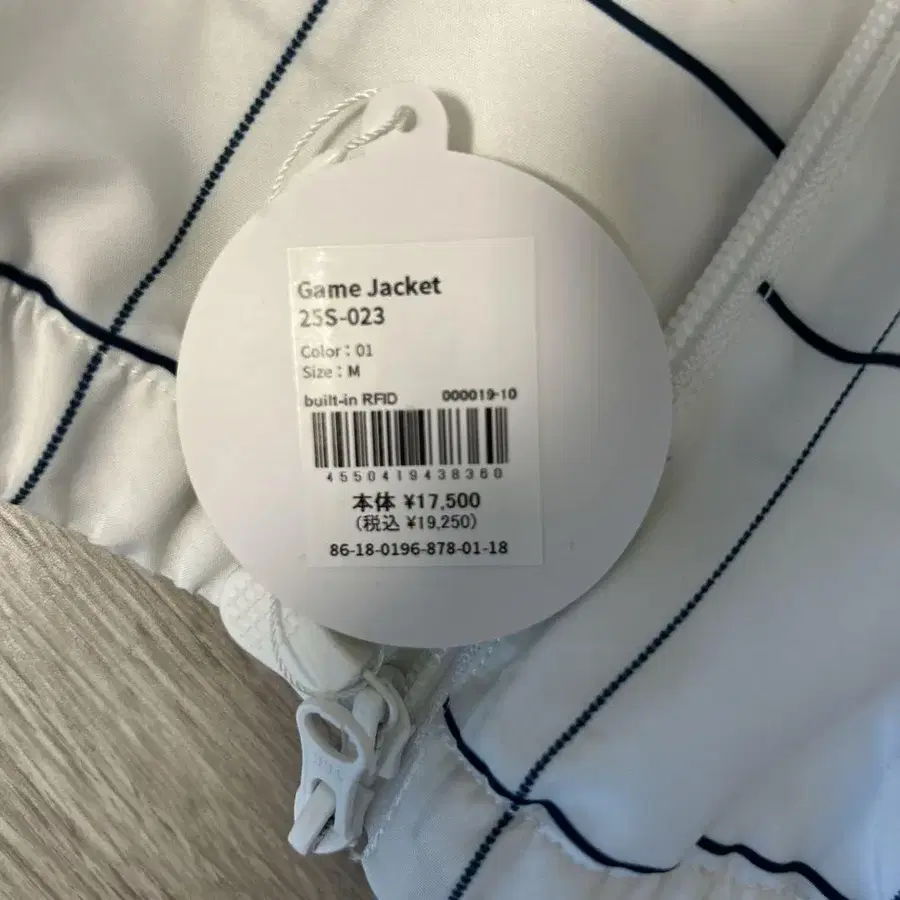 Game Jacket
25S-023
Color : 01
Size : M
built-in RFID 000019-10
4550419438360
本体 ¥17,500
(税込 ¥19,250)
86-18-0196-878-01-18